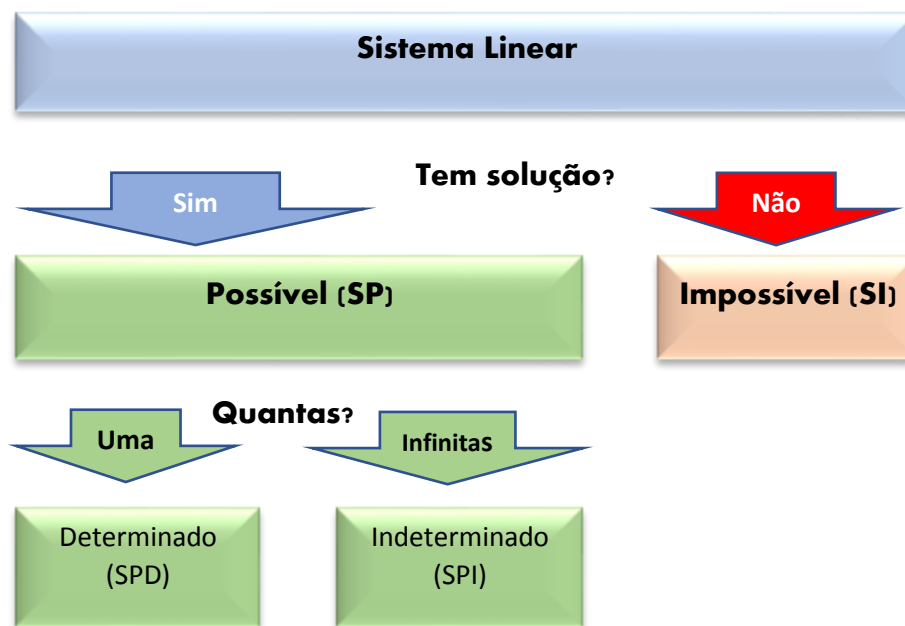 Sistema Linear
Tem solução?
Sim
Não
Possível (SP)
Impossível (SI)
Quantas?
Uma
Infinitas
Determinado
(SPD)
Indeterminado
(SPI)